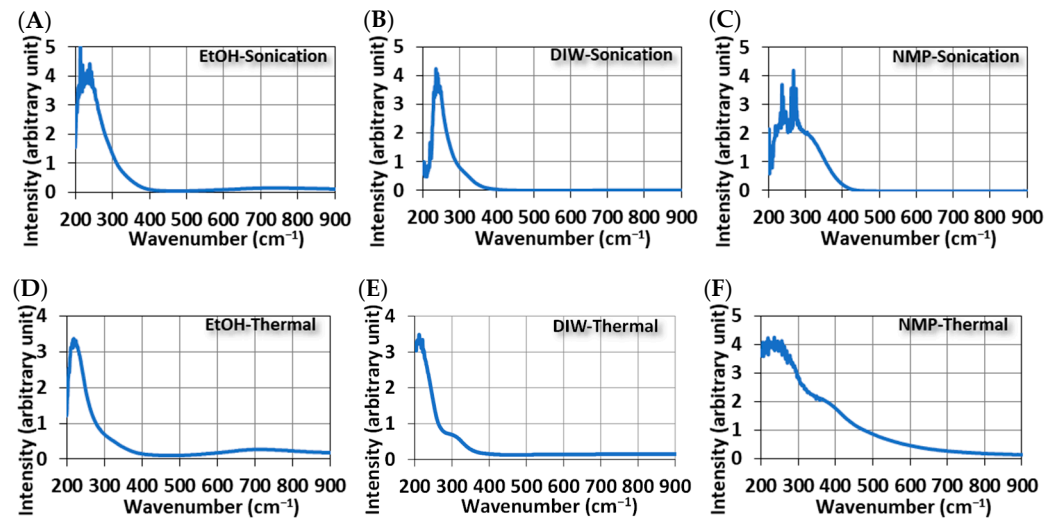 (A)
EtOH-Sonication
Intensity (arbitrary unit)
5
4
3
2
1
0
200 300 400 500 600 700 800 900
Wavenumber (cm⁻¹)
(B)
DIW-Sonication
Intensity (arbitrary unit)
5
4
3
2
1
0
200 300 400 500 600 700 800 900
Wavenumber (cm⁻¹)
(C)
NMP-Sonication
Intensity (arbitrary unit)
5
4
3
2
1
0
200 300 400 500 600 700 800 900
Wavenumber (cm⁻¹)
(D)
EtOH-Thermal
Intensity (arbitrary unit)
4
3
2
1
0
200 300 400 500 600 700 800 900
Wavenumber (cm⁻¹)
(E)
DIW-Thermal
Intensity (arbitrary unit)
4
3
2
1
0
200 300 400 500 600 700 800 900
Wavenumber (cm⁻¹)
(F)
NMP-Thermal
Intensity (arbitrary unit)
5
4
3
2
1
0
200 300 400 500 600 700 800 900
Wavenumber (cm⁻¹)